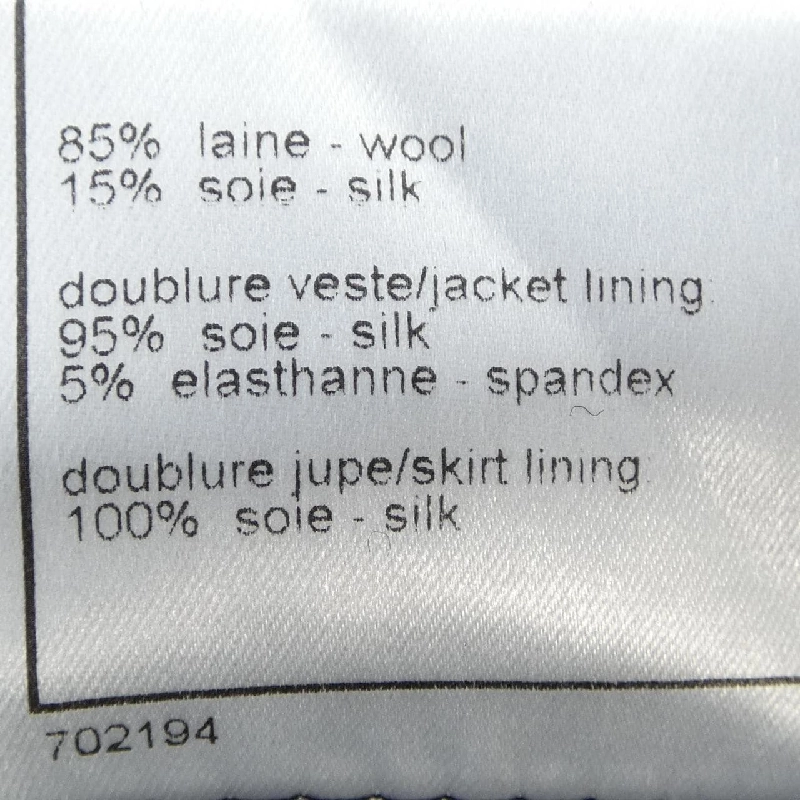 85% laine - wool
15% soie - silk
doublure veste/jacket lining
95% soie - silk
5% elasthanne - spandex
doublure jupe/skirt lining
100% soie - silk
702194